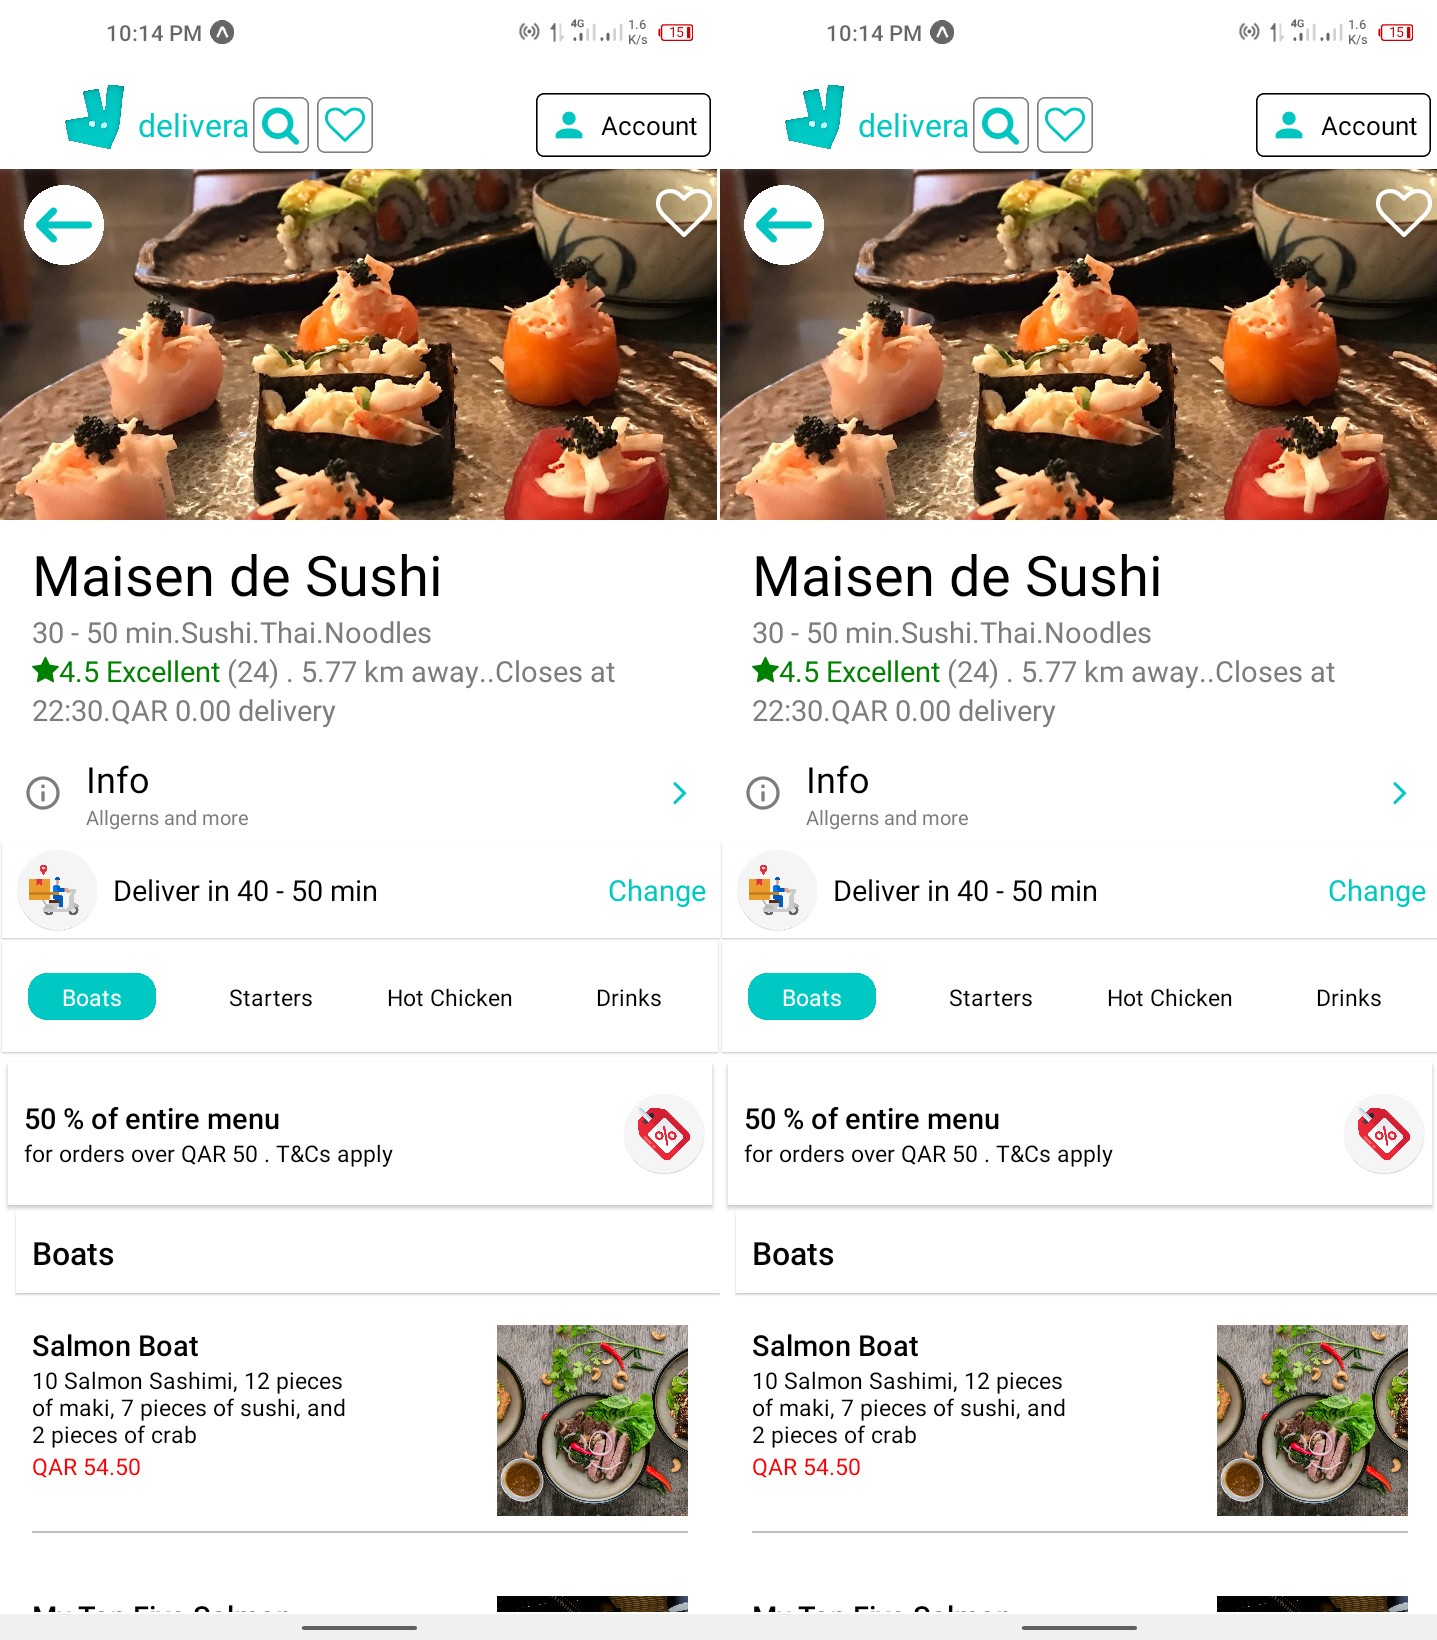 10:14 PM
4G
1.6
K/s
15
delivera
Account
Maisen de Sushi
30 - 50 min.Sushi.Thai.Noodles
4.5 Excellent (24) . 5.77 km away..Closes at
22:30.QAR 0.00 delivery
Info
Allgerns and more
Deliver in 40 - 50 min
Change
Boats
Starters
Hot Chicken
Drinks
50 % of entire menu
for orders over QAR 50 . T&Cs apply
Boats
Salmon Boat
10 Salmon Sashimi, 12 pieces
of maki, 7 pieces of sushi, and
2 pieces of crab
QAR 54.50
My Top Five Salmon
10:14 PM
4G
1.6
K/s
15
delivera
Account
Maisen de Sushi
30 - 50 min.Sushi.Thai.Noodles
4.5 Excellent (24) . 5.77 km away..Closes at
22:30.QAR 0.00 delivery
Info
Allgerns and more
Deliver in 40 - 50 min
Change
Boats
Starters
Hot Chicken
Drinks
50 % of entire menu
for orders over QAR 50 . T&Cs apply
Boats
Salmon Boat
10 Salmon Sashimi, 12 pieces
of maki, 7 pieces of sushi, and
2 pieces of crab
QAR 54.50
My Top Five Salmon